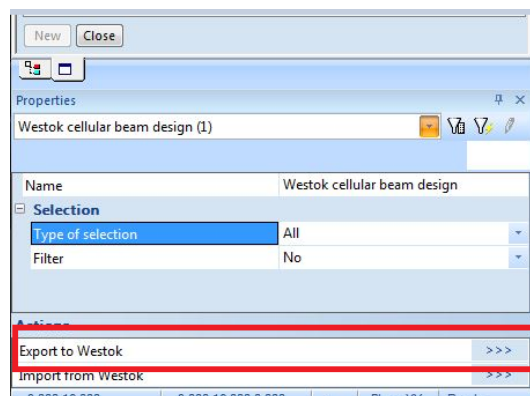 New Close
Properties
Westok cellular beam design (1)
Name Westok cellular beam design
Selection
Type of selection All
Filter No
Actions
Export to Westok >>>
Import from Westok >>>